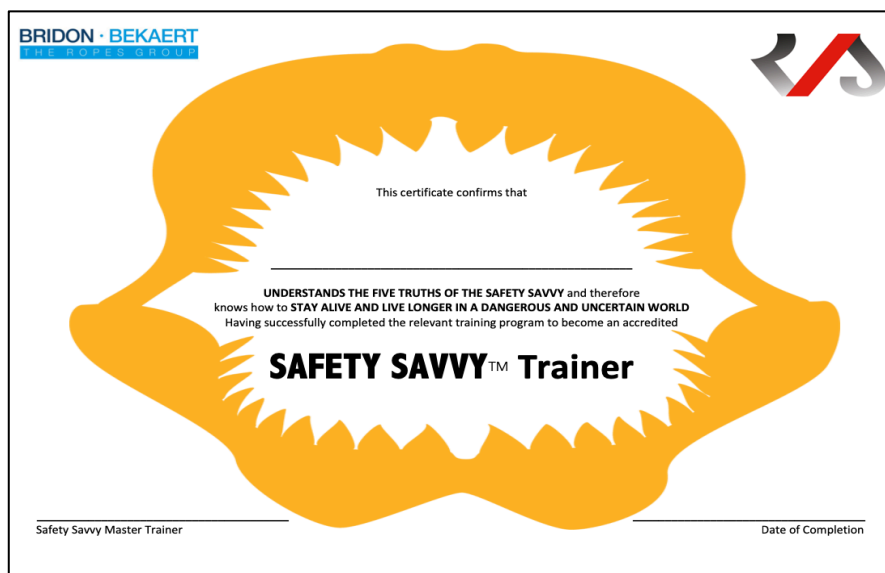 BRIDON · BEKAERT
THE ROPES GROUP
This certificate confirms that
UNDERSTANDS THE FIVE TRUTHS OF THE SAFETY SAVVY and therefore
knows how to STAY ALIVE AND LIVE LONGER IN A DANGEROUS AND UNCERTAIN WORLD
Having successfully completed the relevant training program to become an accredited
SAFETY SAVVY™ Trainer
Safety Savvy Master Trainer
Date of Completion